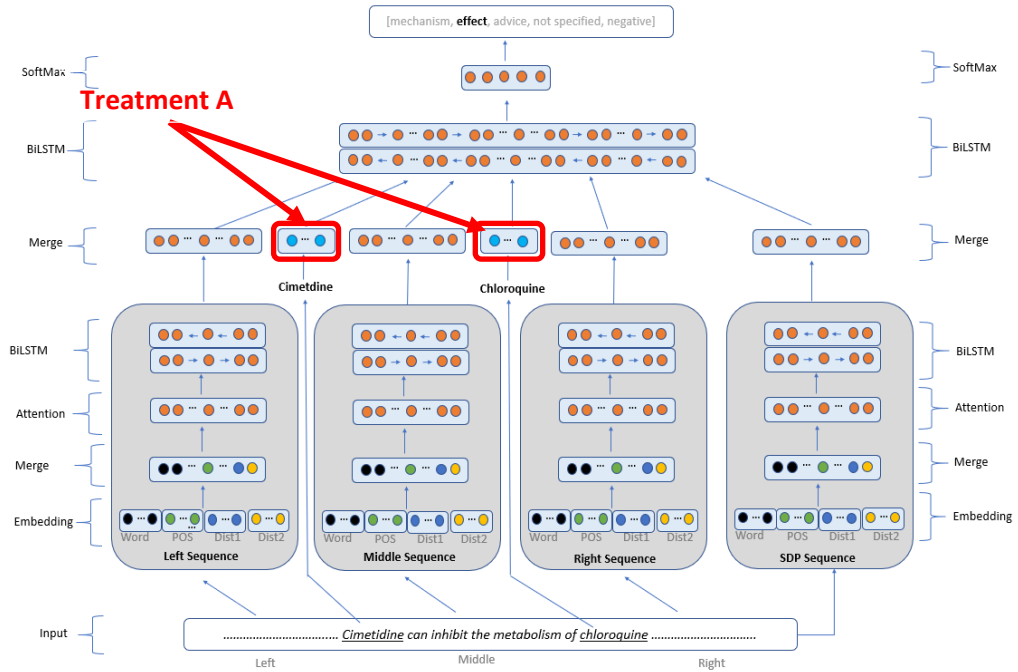 [mechanism, effect, advice, not specified, negative]
SoftMax
SoftMax
Treatment A
BiLSTM
BiLSTM
Merge
Merge
Cimetdine
Chloroquine
BiLSTM
BiLSTM
Attention
Attention
Merge
Merge
Embedding
Embedding
Word POS Dist1 Dist2
Word POS Dist1 Dist2
Word POS Dist1 Dist2
Word POS Dist1 Dist2
Left Sequence
Middle Sequence
Right Sequence
SDP Sequence
Input
................................... Cimetidine can inhibit the metabolism of chloroquine ................................
Left
Middle
Right